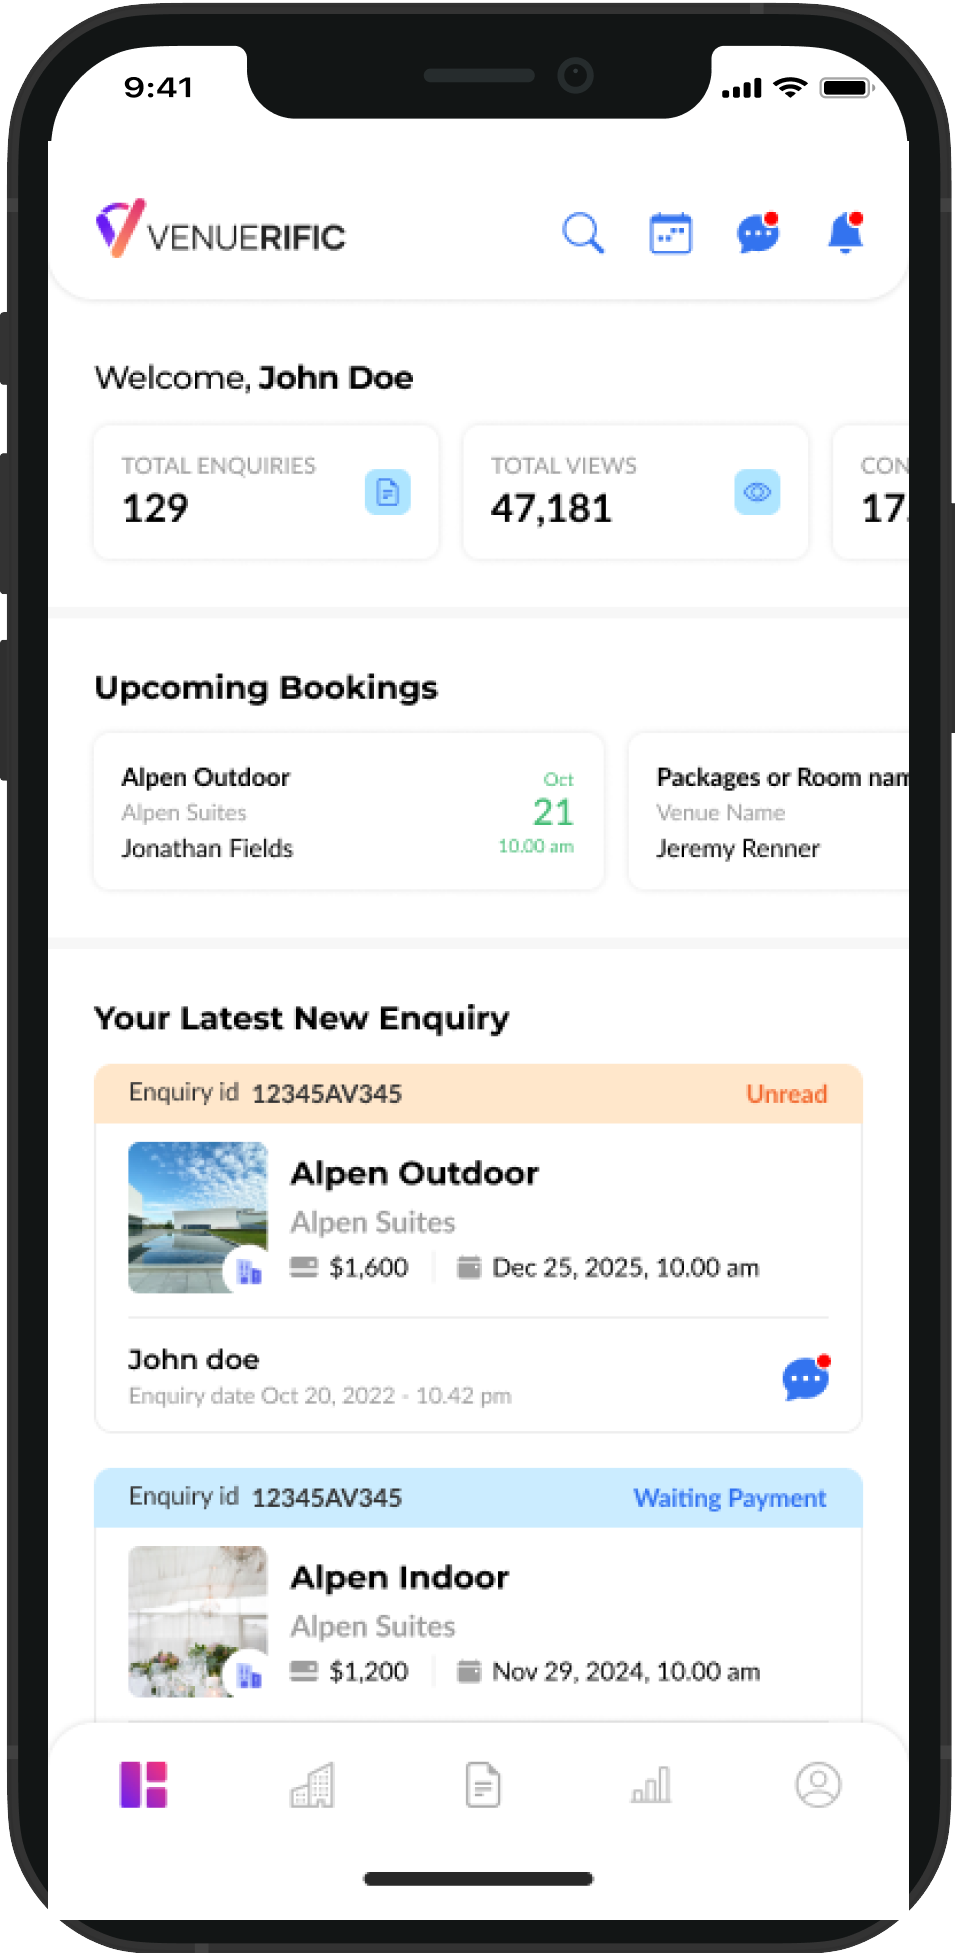 9:41
VENUERIFIC
Welcome, John Doe
TOTAL ENQUIRIES
129
TOTAL VIEWS
47,181
CON
17.
Upcoming Bookings
Alpen Outdoor
Alpen Suites
Jonathan Fields
Oct
21
10.00 am
Packages or Room nam
Venue Name
Jeremy Renner
Your Latest New Enquiry
Enquiry id 12345AV345 Unread
Alpen Outdoor
Alpen Suites
$1,600 Dec 25, 2025, 10.00 am
John doe
Enquiry date Oct 20, 2022 - 10.42 pm
Enquiry id 12345AV345 Waiting Payment
Alpen Indoor
Alpen Suites
$1,200 Nov 29, 2024, 10.00 am